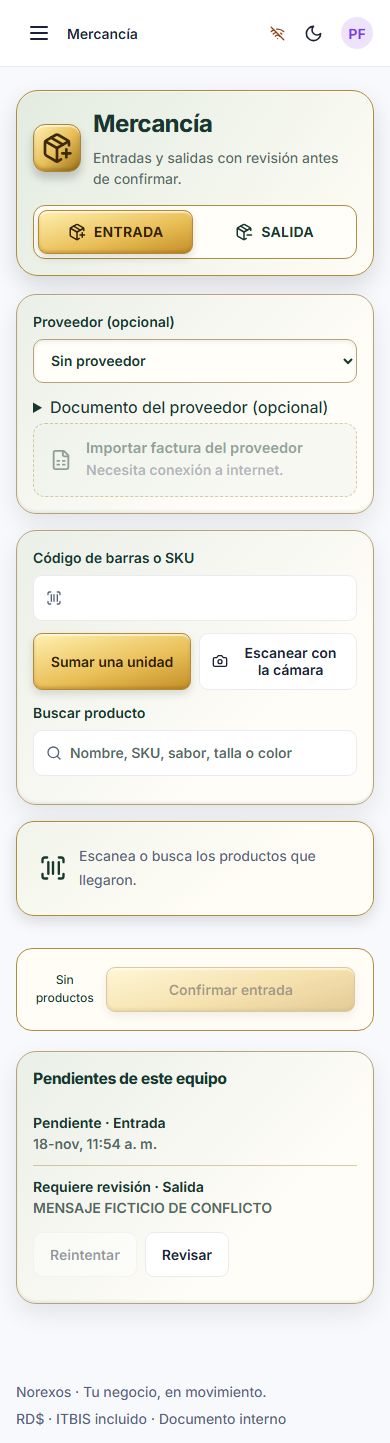 Mercancía
PF
Mercancía
Entradas y salidas con revisión antes
de confirmar.
ENTRADA
SALIDA
Proveedor (opcional)
Sin proveedor
Documento del proveedor (opcional)
Importar factura del proveedor
Necesita conexión a internet.
Código de barras o SKU
Sumar una unidad
Escanear con
la cámara
Buscar producto
Nombre, SKU, sabor, talla o color
Escanea o busca los productos que
llegaron.
Sin
productos
Confirmar entrada
Pendientes de este equipo
Pendiente · Entrada
18-nov, 11:54 a. m.
Requiere revisión · Salida
MENSAJE FICTICIO DE CONFLICTO
Reintentar
Revisar
Norexos · Tu negocio, en movimiento.
RD$ · ITBIS incluido · Documento interno